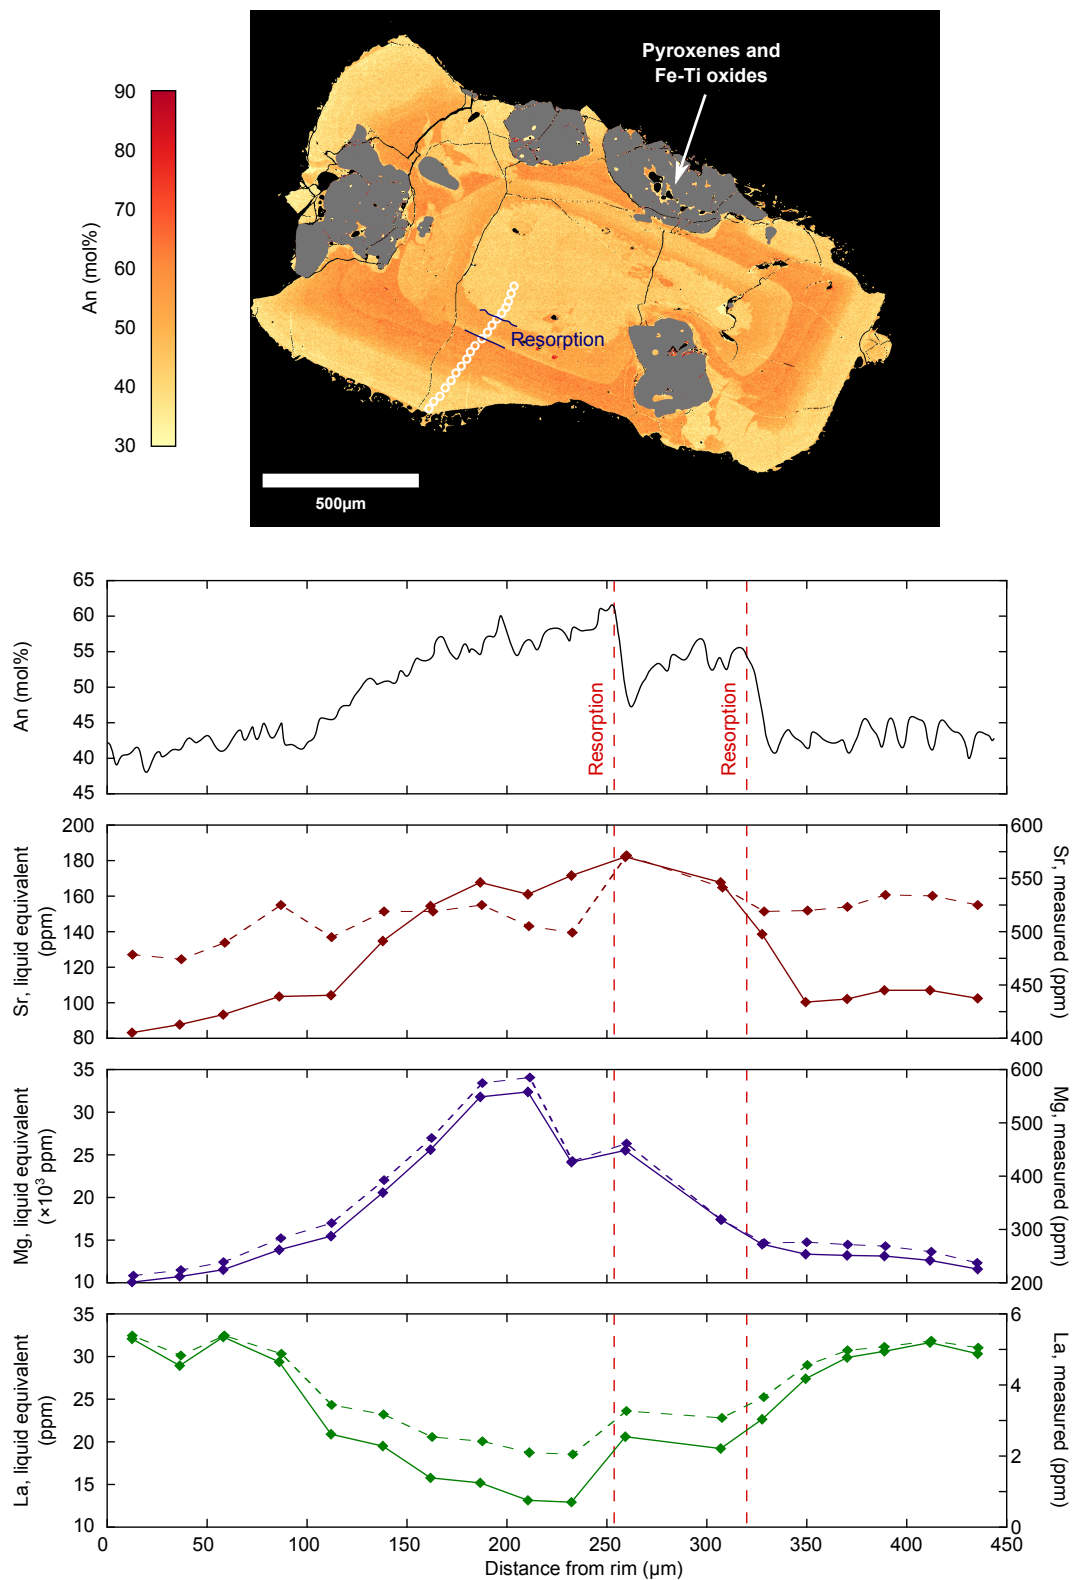 Pyroxenes and
Fe-Ti oxides
90
80
70
60
50
40
30
An (mol%)
Resorption
500µm
65
60
55
50
45
40
45
An (mol%)
Resorption
Resorption
200
180
160
140
120
100
80
Sr, liquid equivalent
(ppm)
600
550
500
450
400
Sr, measured (ppm)
35
30
25
20
15
10
Mg, liquid equivalent
(×10³ ppm)
600
500
400
300
200
Mg, measured (ppm)
35
30
25
20
15
10
La, liquid equivalent
(ppm)
6
4
2
0
La, measured (ppm)
0 50 100 150 200 250 300 350 400 450
Distance from rim (µm)